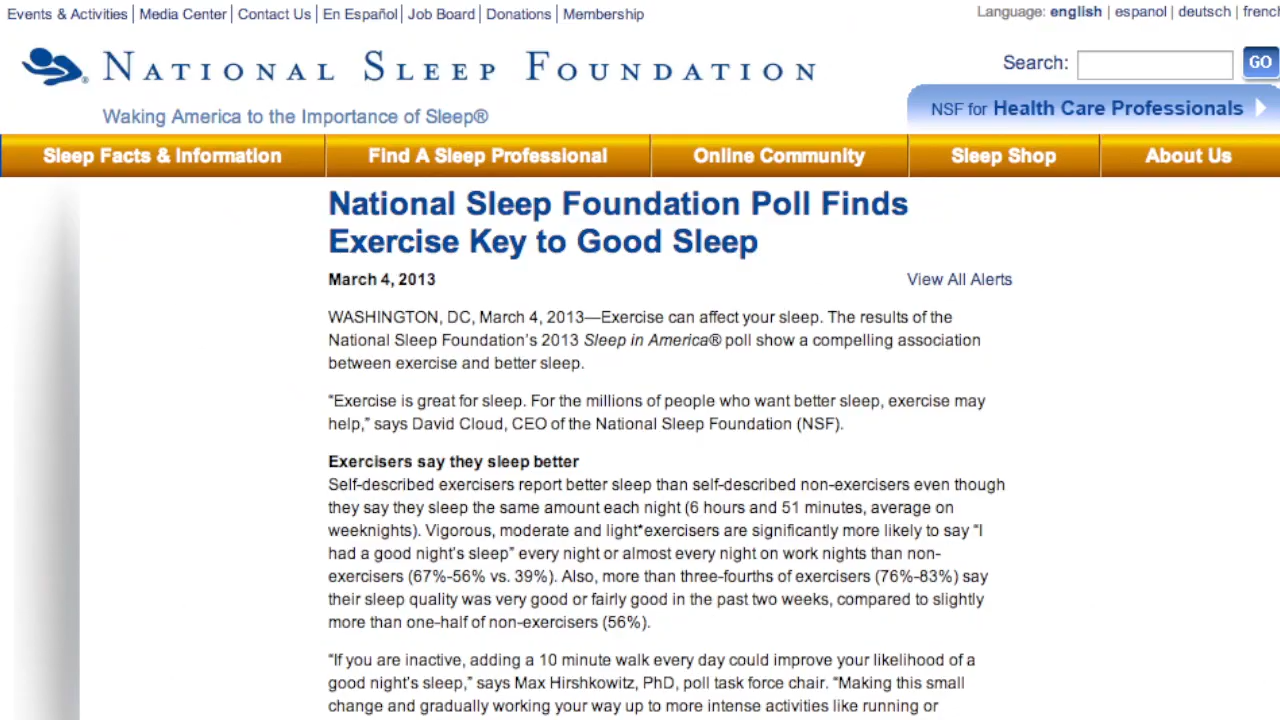 Events & Activities | Media Center | Contact Us | En Español | Job Board | Donations | Membership
Language: english | espanol | deutsch | french
NATIONAL SLEEP FOUNDATION
Search: GO
Waking America to the Importance of Sleep®
NSF for Health Care Professionals
Sleep Facts & Information Find A Sleep Professional Online Community Sleep Shop About Us
National Sleep Foundation Poll Finds
Exercise Key to Good Sleep
March 4, 2013 View All Alerts
WASHINGTON, DC, March 4, 2013—Exercise can affect your sleep. The results of the
National Sleep Foundation's 2013 Sleep in America® poll show a compelling association
between exercise and better sleep.
"Exercise is great for sleep. For the millions of people who want better sleep, exercise may
help," says David Cloud, CEO of the National Sleep Foundation (NSF).
Exercisers say they sleep better
Self-described exercisers report better sleep than self-described non-exercisers even though
they say they sleep the same amount each night (6 hours and 51 minutes, average on
weeknights). Vigorous, moderate and light*exercisers are significantly more likely to say "I
had a good night's sleep" every night or almost every night on work nights than non-
exercisers (67%-56% vs. 39%). Also, more than three-fourths of exercisers (76%-83%) say
their sleep quality was very good or fairly good in the past two weeks, compared to slightly
more than one-half of non-exercisers (56%).
"If you are inactive, adding a 10 minute walk every day could improve your likelihood of a
good night's sleep," says Max Hirshkowitz, PhD, poll task force chair. "Making this small
change and gradually working your way up to more intense activities like running or